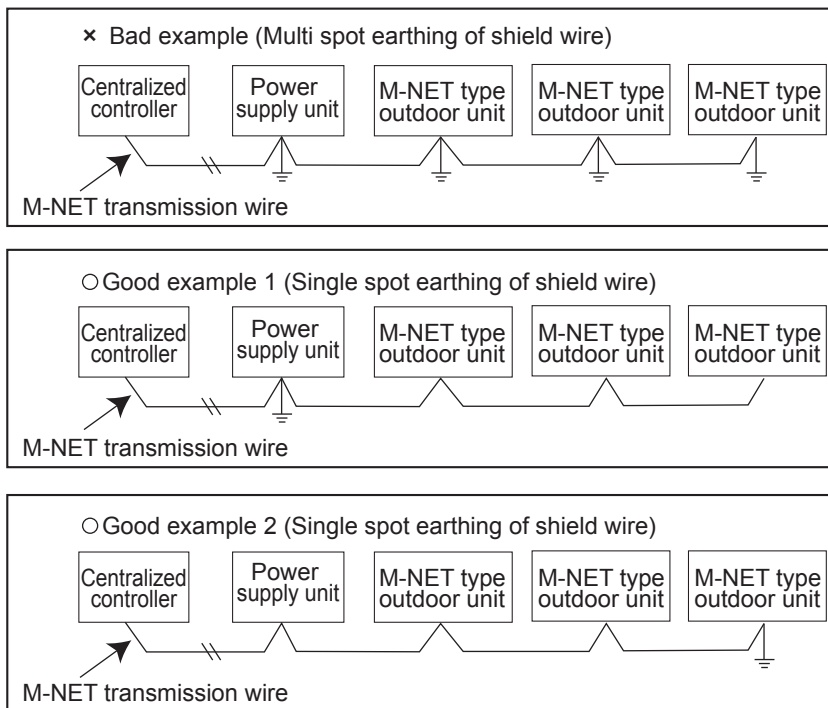 × Bad example (Multi spot earthing of shield wire)
Centralized
controller
Power
supply unit
M-NET type
outdoor unit
M-NET type
outdoor unit
M-NET type
outdoor unit
M-NET transmission wire
○ Good example 1 (Single spot earthing of shield wire)
Centralized
controller
Power
supply unit
M-NET type
outdoor unit
M-NET type
outdoor unit
M-NET type
outdoor unit
M-NET transmission wire
○ Good example 2 (Single spot earthing of shield wire)
Centralized
controller
Power
supply unit
M-NET type
outdoor unit
M-NET type
outdoor unit
M-NET type
outdoor unit
M-NET transmission wire